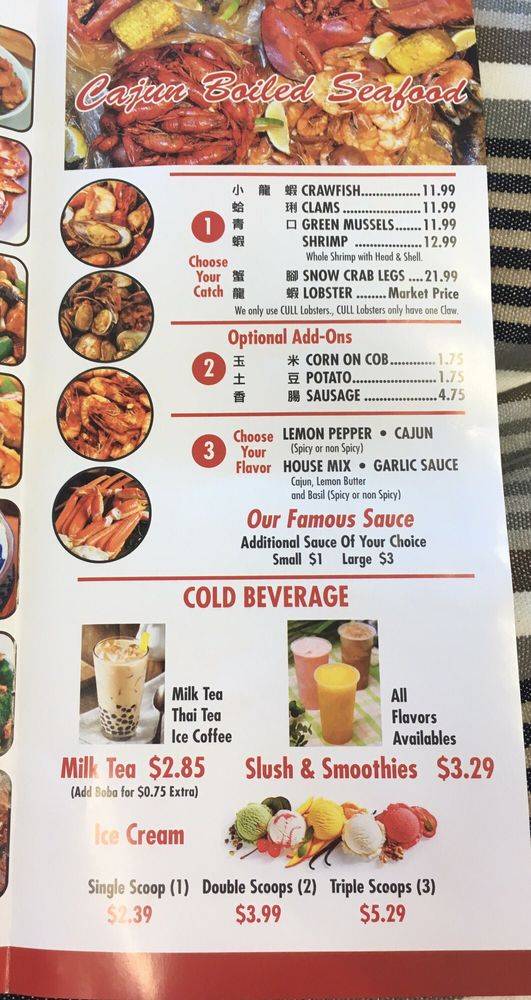 Cajun Boiled Seafood
1
Choose
Your
Catch
小 龍 蝦 CRAWFISH................11.99
蛤 琍 CLAMS.....................11.99
青 口 GREEN MUSSELS.......11.99
蝦 SHRIMP ..................12.99
Whole Shrimp with Head & Shell.
蟹 腳 SNOW CRAB LEGS ....21.99
龍 蝦 LOBSTER ........Market Price
We only use CULL Lobsters., CULL Lobsters only have one Claw.
Optional Add-Ons
2
玉 米 CORN ON COB............1.75
土 豆 POTATO.......................1.75
香 腸 SAUSAGE ...................4.75
3
Choose
Your
Flavor
LEMON PEPPER • CAJUN
(Spicy or non Spicy)
HOUSE MIX • GARLIC SAUCE
Cajun, Lemon Butter
and Basil (Spicy or non Spicy)
Our Famous Sauce
Additional Sauce Of Your Choice
Small $1 Large $3
COLD BEVERAGE
Milk Tea
Thai Tea
Ice Coffee
All
Flavors
Availables
Milk Tea $2.85
(Add Boba for $0.75 Extra)
Slush & Smoothies $3.29
Ice Cream
Single Scoop (1) Double Scoops (2) Triple Scoops (3)
$2.39 $3.99 $5.29